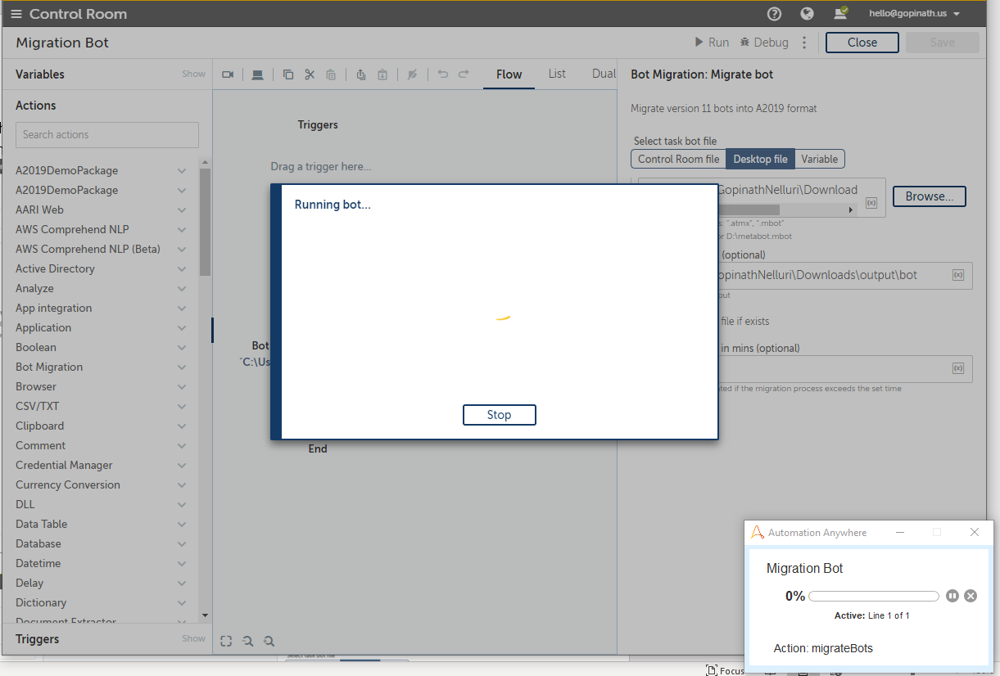 Control Room
hello@gopinath.us
Migration Bot
Run
Debug
Close
Save
Variables
Show
Actions
Search actions
A2019DemoPackage
A2019DemoPackage
AARI Web
AWS Comprehend NLP
AWS Comprehend NLP (Beta)
Active Directory
Analyze
App integration
Application
Boolean
Bot Migration
Browser
CSV/TXT
Clipboard
Comment
Credential Manager
Currency Conversion
DLL
Data Table
Database
Datetime
Delay
Dictionary
Document Extractor
Triggers
Show
Flow
List
Dual
Triggers
Drag a trigger here...
Bot
"C:\Us
End
Running bot...
Stop
Bot Migration: Migrate bot
Migrate version 11 bots into A2019 format
Select task bot file
Control Room file
Desktop file
Variable
GopinathNelluri\Download
(x)
Browse...
s: ".atmx", ".mbot"
or D:\metabot.mbot
(optional)
opinathNelluri\Downloads\output\bot
(x)
put
file if exists
in mins (optional)
(x)
ted if the migration process exceeds the set time
Automation Anywhere
Migration Bot
0%
Active: Line 1 of 1
Action: migrateBots
Select task bot file
Focus